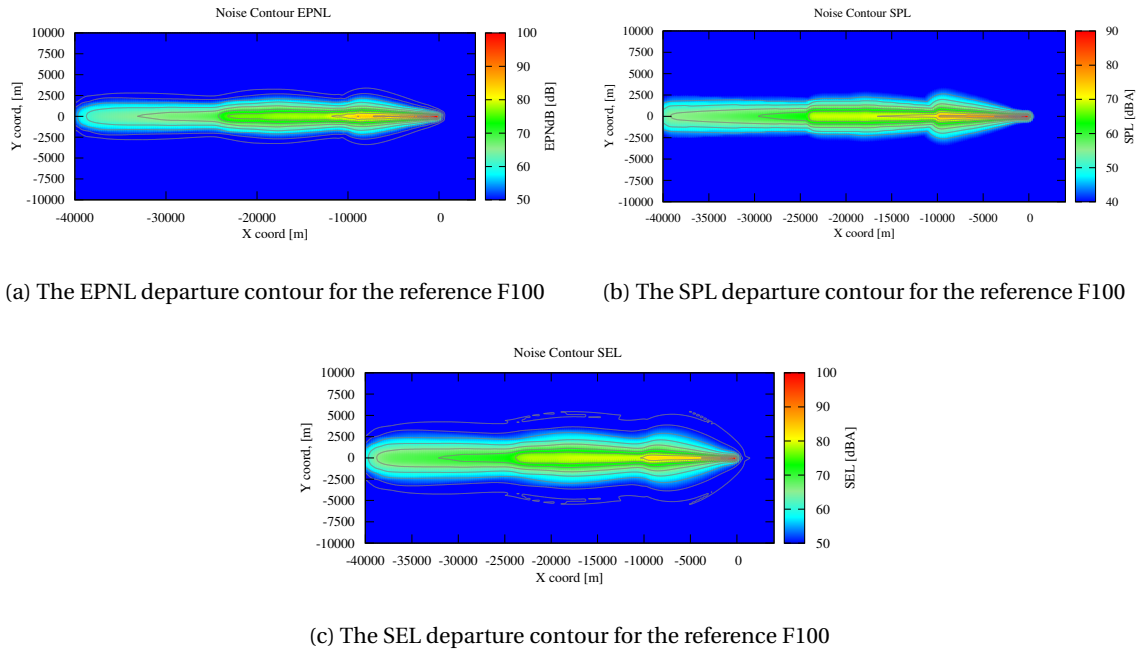 Noise Contour EPNL
10000
7500
5000
2500
0
-2500
-5000
-7500
-10000
-40000 -30000 -20000 -10000 0
X coord [m]
Y coord, [m]
100
90
80
70
60
50
EPNdB [dB]
(a) The EPNL departure contour for the reference F100
Noise Contour SPL
10000
7500
5000
2500
0
-2500
-5000
-7500
-10000
-40000 -35000 -30000 -25000 -20000 -15000 -10000 -5000 0
X coord [m]
Y coord, [m]
90
80
70
60
50
40
SPL [dBA]
(b) The SPL departure contour for the reference F100
Noise Contour SEL
10000
7500
5000
2500
0
-2500
-5000
-7500
-10000
-40000 -35000 -30000 -25000 -20000 -15000 -10000 -5000 0
X coord [m]
Y coord, [m]
100
90
80
70
60
50
SEL [dBA]
(c) The SEL departure contour for the reference F100